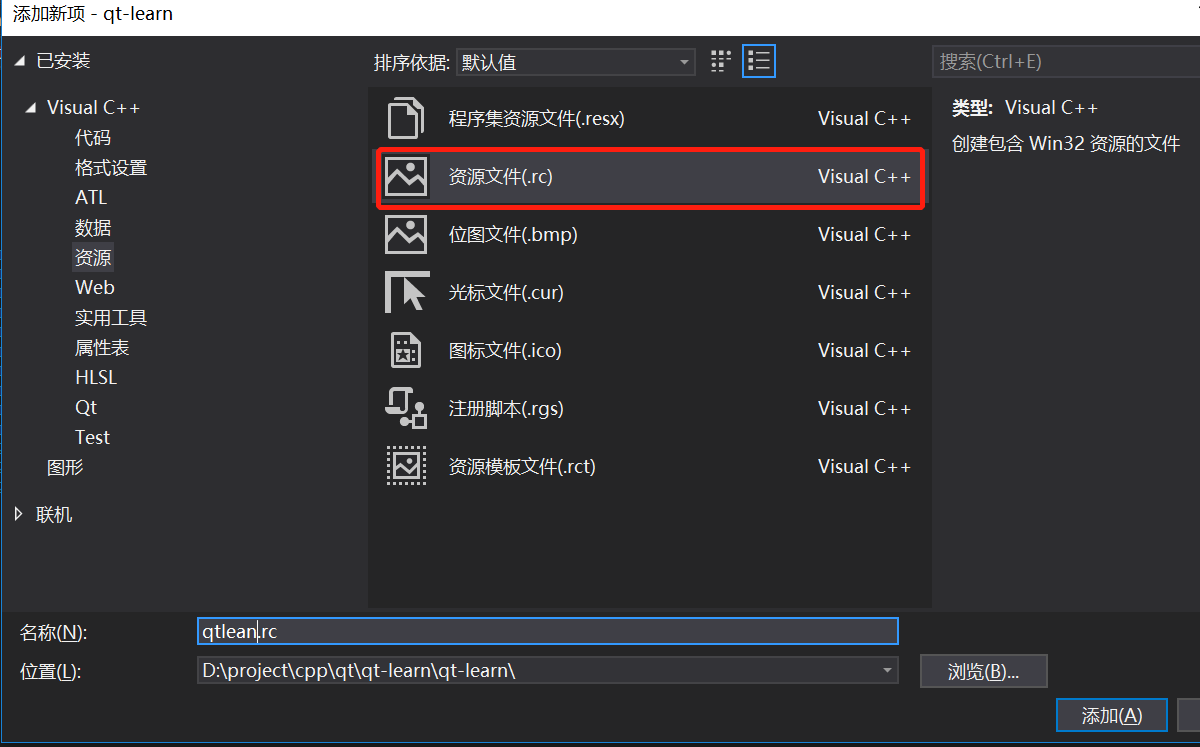 添加新项 - qt-learn
已安装
Visual C++
代码
格式设置
ATL
数据
资源
Web
实用工具
属性表
HLSL
Qt
Test
图形
联机
排序依据: 默认值
程序集资源文件(.resx) Visual C++
资源文件(.rc) Visual C++
位图文件(.bmp) Visual C++
光标文件(.cur) Visual C++
图标文件(.ico) Visual C++
注册脚本(.rgs) Visual C++
资源模板文件(.rct) Visual C++
搜索(Ctrl+E)
类型: Visual C++
创建包含 Win32 资源的文件
名称(N): qtlean.rc
位置(L): D:\project\cpp\qt\qt-learn\qt-learn\
浏览(B)...
添加(A)